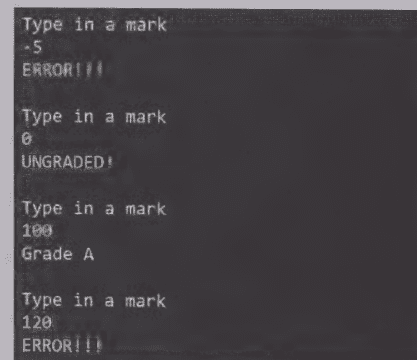 Type in a mark
-5
ERROR!!!
Type in a mark
0
UNGRADED!
Type in a mark
100
Grade A
Type in a mark
120
ERROR!!!